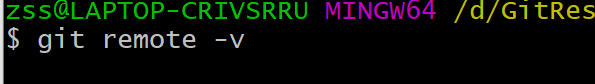 zss@LAPTOP-CRIVSRRU MINGW64 /d/GitRes
$ git remote -v